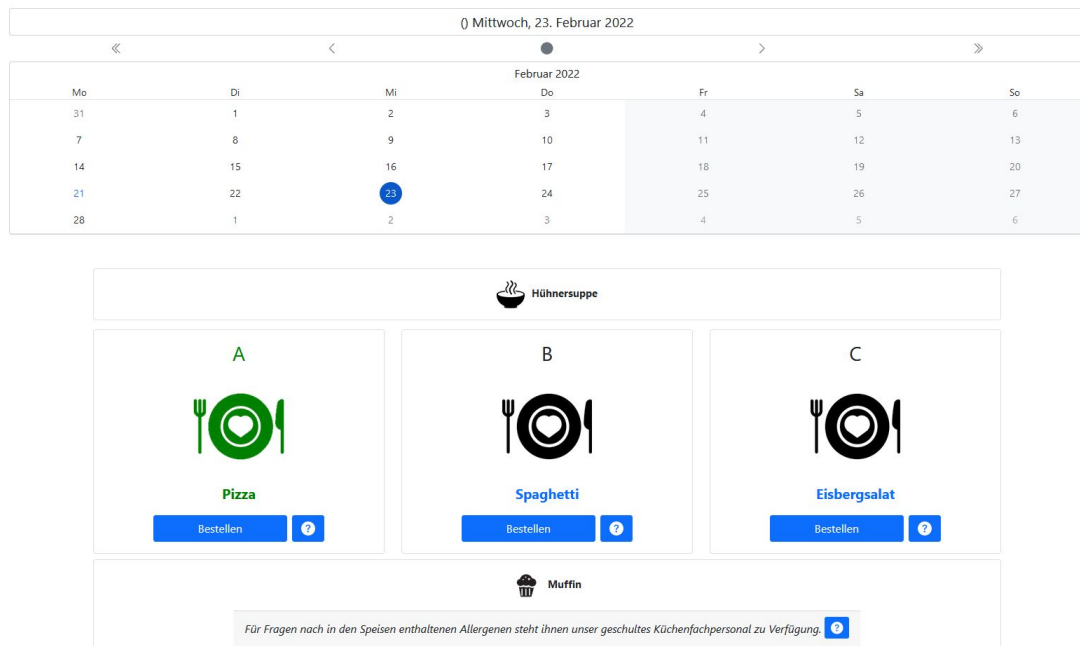 () Mittwoch, 23. Februar 2022
Februar 2022
Mo Di Mi Do Fr Sa So
31 1 2 3 4 5 6
7 8 9 10 11 12 13
14 15 16 17 18 19 20
21 22 23 24 25 26 27
28 1 2 3 4 5 6
Hühnersuppe
A B C
Pizza Spaghetti Eisbergsalat
Bestellen ? Bestellen ? Bestellen ?
Muffin
Für Fragen nach in den Speisen enthaltenen Allergenen steht ihnen unser geschultes Küchenfachpersonal zu Verfügung. ?